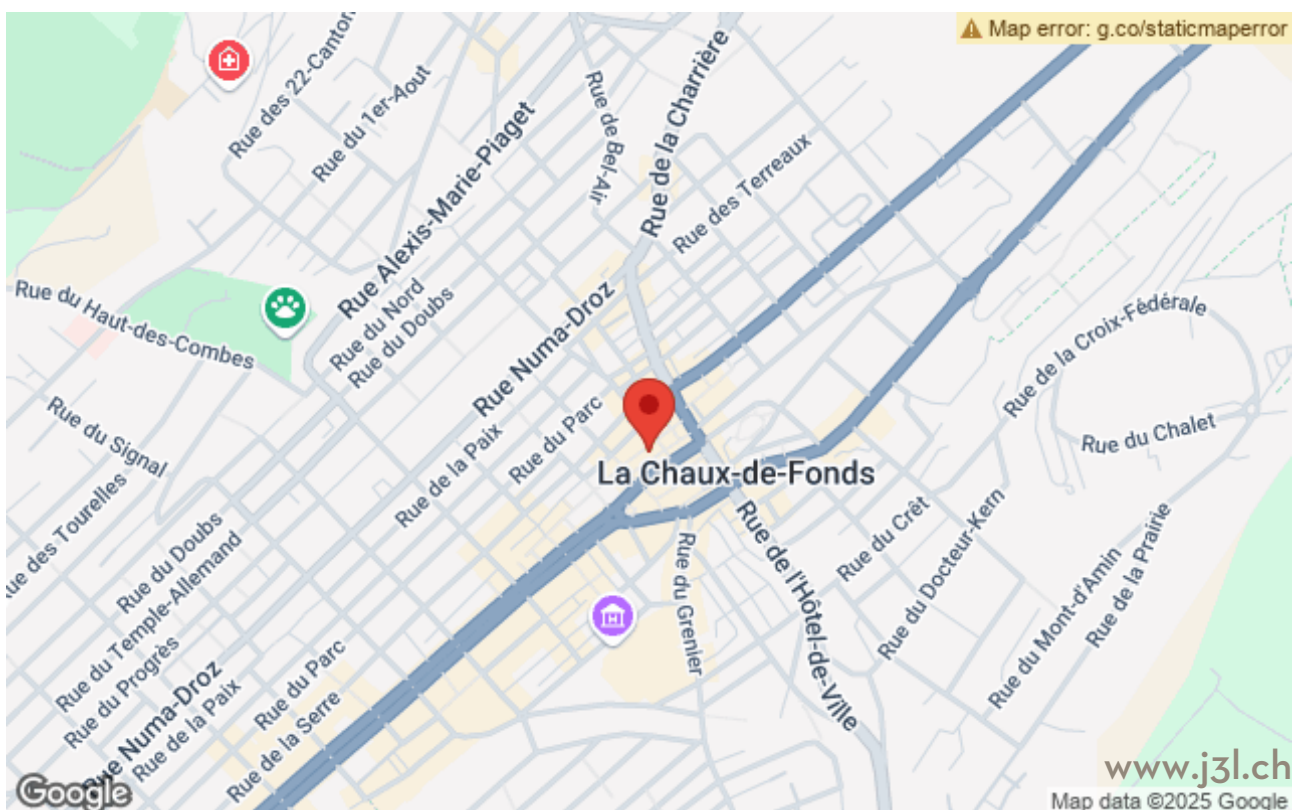 Map error: g.co/staticmaperror
Rue des 22-Canton
Rue du 1er-Aout
Rue Alexis-Marie-Piaget
Rue de Bel-Air
Rue de la Charrière
Rue des Terreaux
Rue du Haut-des-Combes
Rue du Nord
Rue du Doubs
Rue Numa-Droz
Rue de la Croix-Fédérale
Rue du Chalet
Rue du Signal
Rue de la Paix
Rue du Parc
La Chaux-de-Fonds
Rue des Tourelles
Rue du Doubs
Rue du Temple-Allemand
Rue du Progrès
Rue Numa-Droz
Rue de la Paix
Rue du Parc
Rue de la Serre
Rue du Grenier
Rue de l'Hôtel-de-Ville
Rue du Crêt
Rue du Docteur-Kern
Rue du Mont-d'Amin
Rue de la Prairie
www.j3l.ch
Google
Map data ©2025 Google